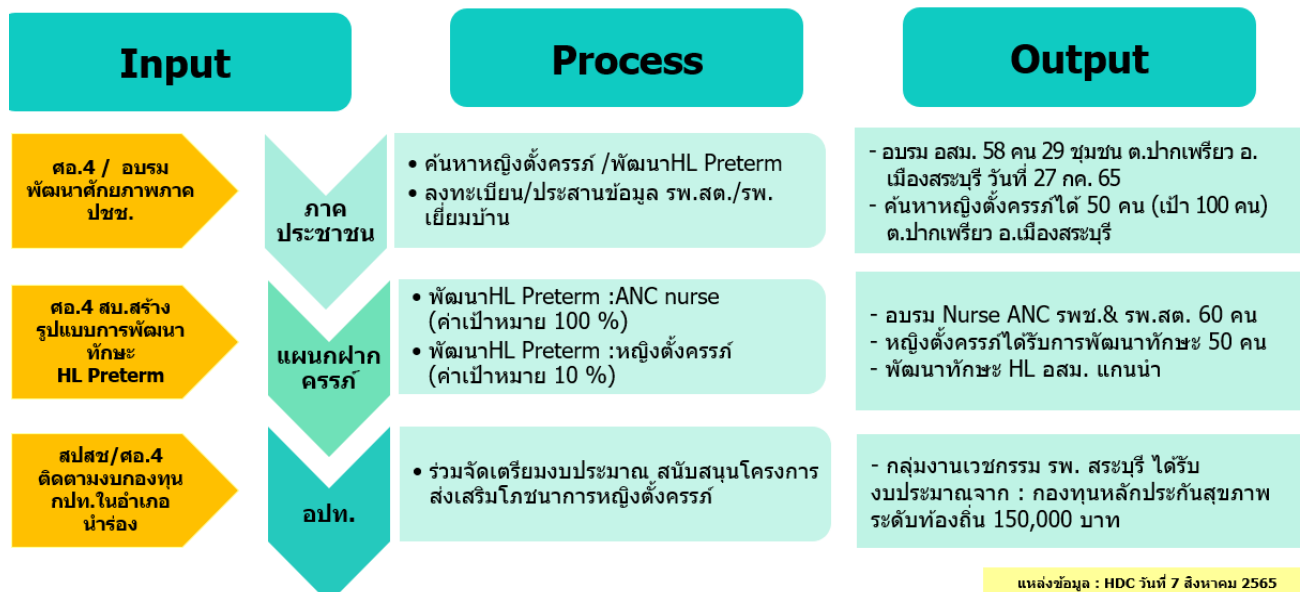 Input
Process
Output
ศอ.4 / อบรม
พัฒนาศักยภาพภาค
ปชช.
ภาค
ประชาชน
• ค้นหาหญิงตั้งครรภ์ /พัฒนาHL Preterm
• ลงทะเบียน/ประสานข้อมูล รพ.สต./รพ.
เยี่ยมบ้าน
- อบรม อสม. 58 คน 29 ชุมชน ต.ปากเพรียว อ.
เมืองสระบุรี วันที่ 27 กค. 65
- ค้นหาหญิงตั้งครรภ์ได้ 50 คน (เป้า 100 คน)
ต.ปากเพรียว อ.เมืองสระบุรี
ศอ.4 สบ.สร้าง
รูปแบบการพัฒนา
ทักษะ
HL Preterm
แผนกฝาก
ครรภ์
• พัฒนาHL Preterm :ANC nurse
(ค่าเป้าหมาย 100 %)
• พัฒนาHL Preterm :หญิงตั้งครรภ์
(ค่าเป้าหมาย 10 %)
- อบรม Nurse ANC รพช.& รพ.สต. 60 คน
- หญิงตั้งครรภ์ได้รับการพัฒนาทักษะ 50 คน
- พัฒนาทักษะ HL อสม. แกนนำ
สปสช/ศอ.4
ติดตามงบกองทุน
กปท.ในอำเภอ
นำร่อง
อปท.
• ร่วมจัดเตรียมงบประมาณ สนับสนุนโครงการ
ส่งเสริมโภชนาการหญิงตั้งครรภ์
- กลุ่มงานเวชกรรม รพ. สระบุรี ได้รับ
งบประมาณจาก : กองทุนหลักประกันสุขภาพ
ระดับท้องถิ่น 150,000 บาท
แหล่งข้อมูล : HDC วันที่ 7 สิงหาคม 2565